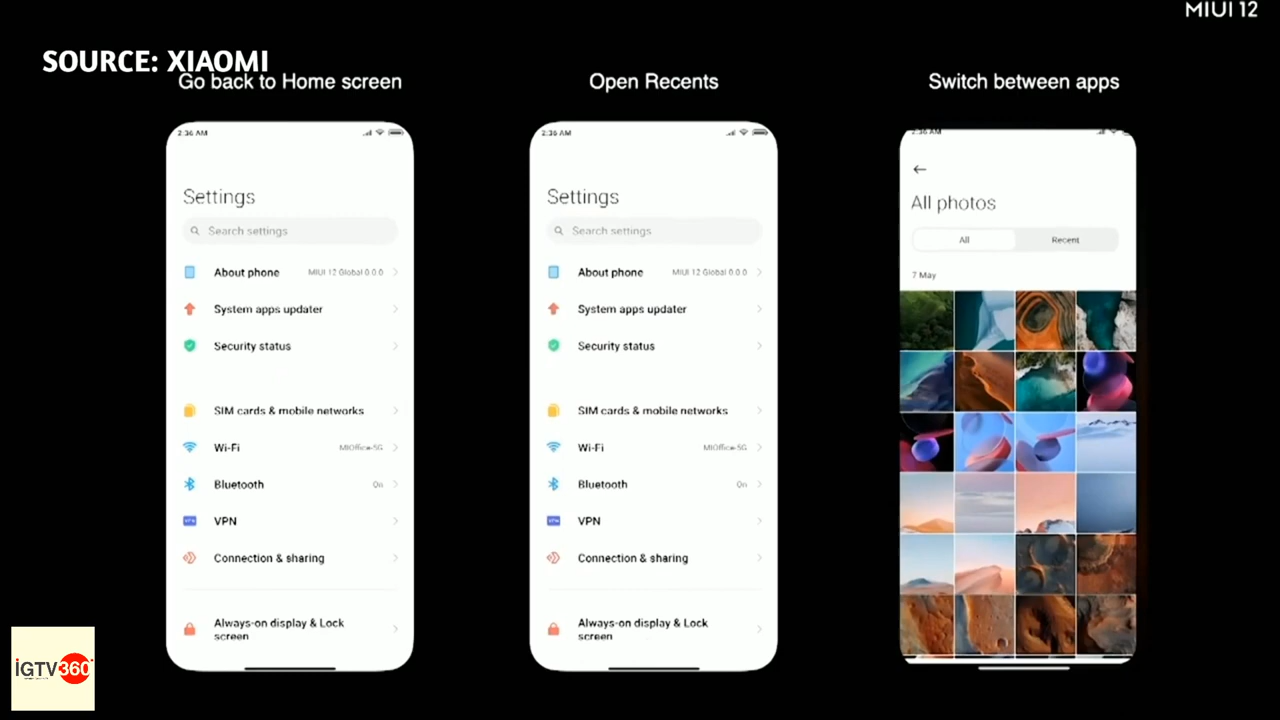 MIUI 12
SOURCE: XIAOMI
Go back to Home screen
2:36 AM
Settings
Search settings
About phone MIUI 12 Global 0.0.0
System apps updater
Security status
SIM cards & mobile networks
Wi-Fi MIOffice-5G
Bluetooth On
VPN
Connection & sharing
Always-on display & Lock
screen
Open Recents
2:36 AM
Settings
Search settings
About phone MIUI 12 Global 0.0.0
System apps updater
Security status
SIM cards & mobile networks
Wi-Fi MIOffice-5G
Bluetooth On
VPN
Connection & sharing
Always-on display & Lock
screen
Switch between apps
2:36 AM
All photos
All Recent
7 May
iGTV360